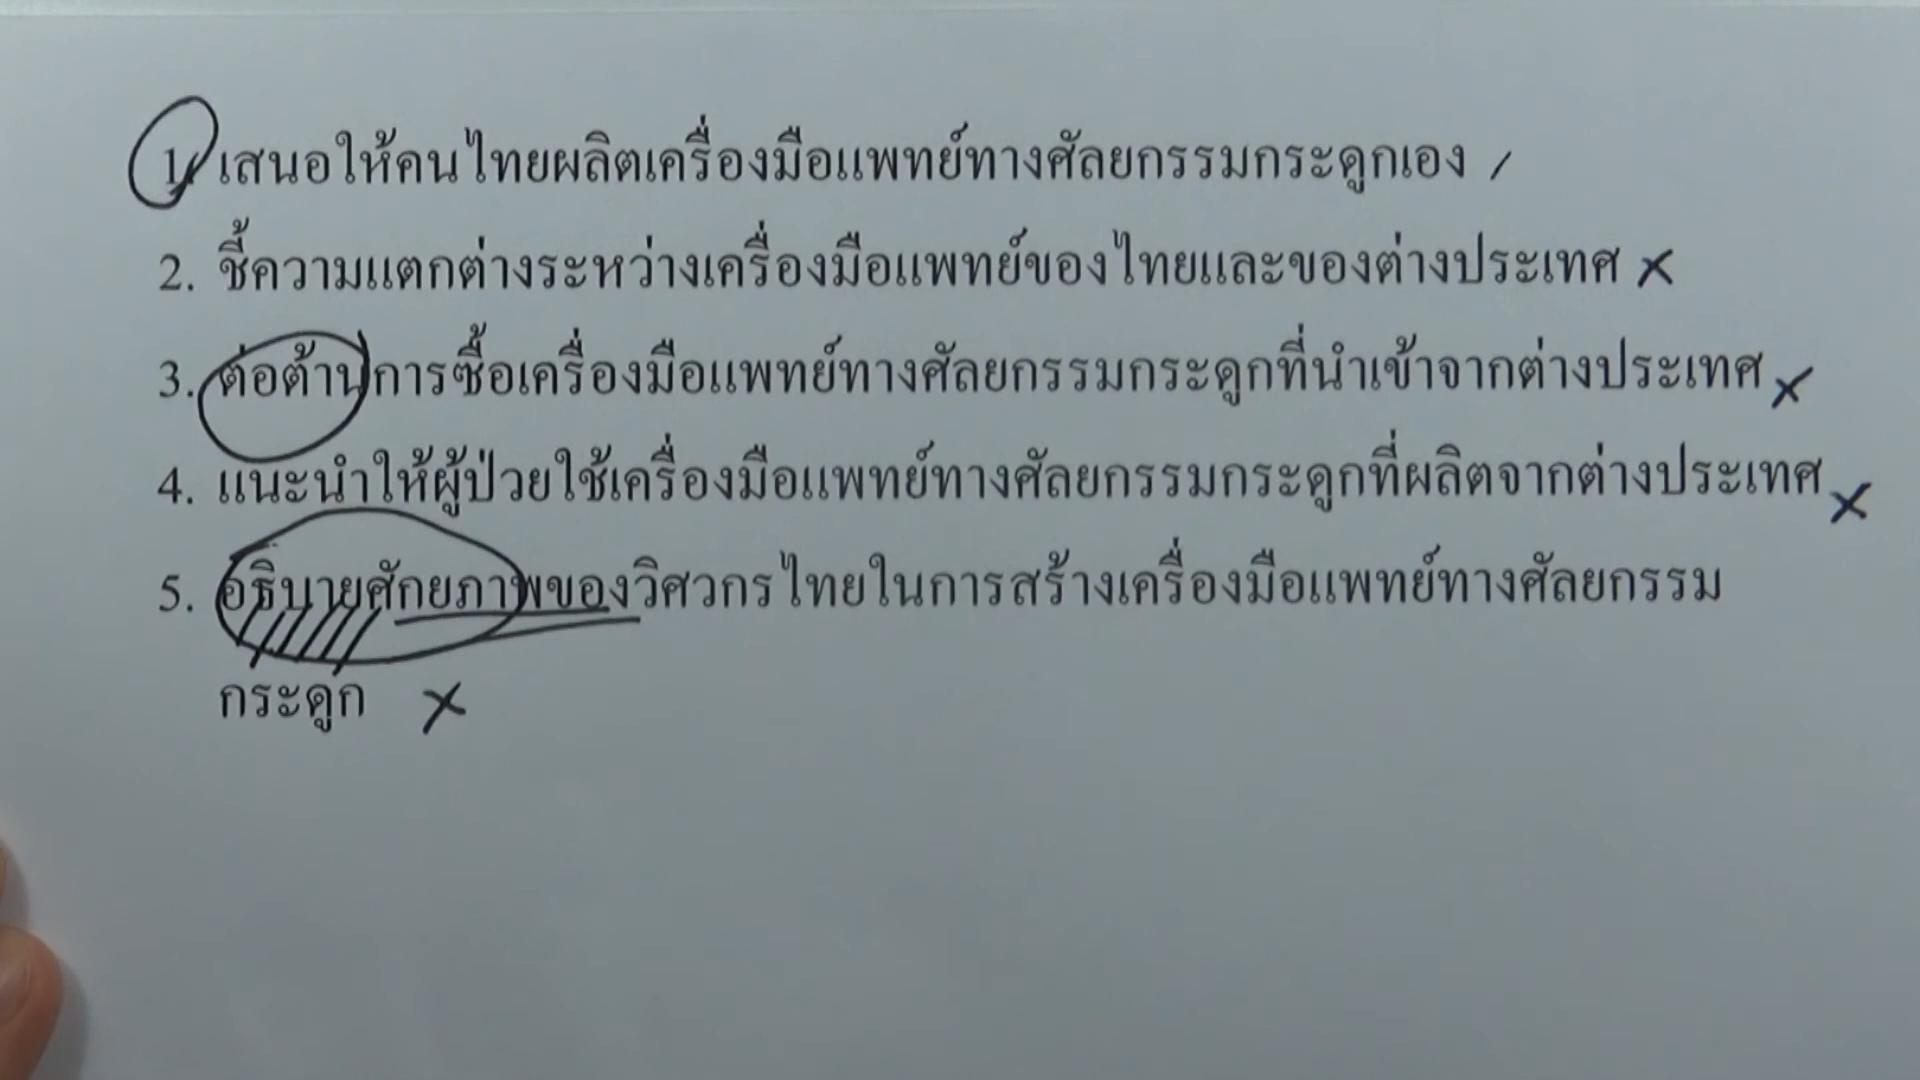 1. เสนอให้คนไทยผลิตเครื่องมือแพทย์ทางศัลยกรรมกระดูกเอง /
2. ชี้ความแตกต่างระหว่างเครื่องมือแพทย์ของไทยและของต่างประเทศ ×
3. ต่อต้านการซื้อเครื่องมือแพทย์ทางศัลยกรรมกระดูกที่นำเข้าจากต่างประเทศ ×
4. แนะนำให้ผู้ป่วยใช้เครื่องมือแพทย์ทางศัลยกรรมกระดูกที่ผลิตจากต่างประเทศ ×
5. อธิบายศักยภาพของวิศวกรไทยในการสร้างเครื่องมือแพทย์ทางศัลยกรรม
กระดูก ×